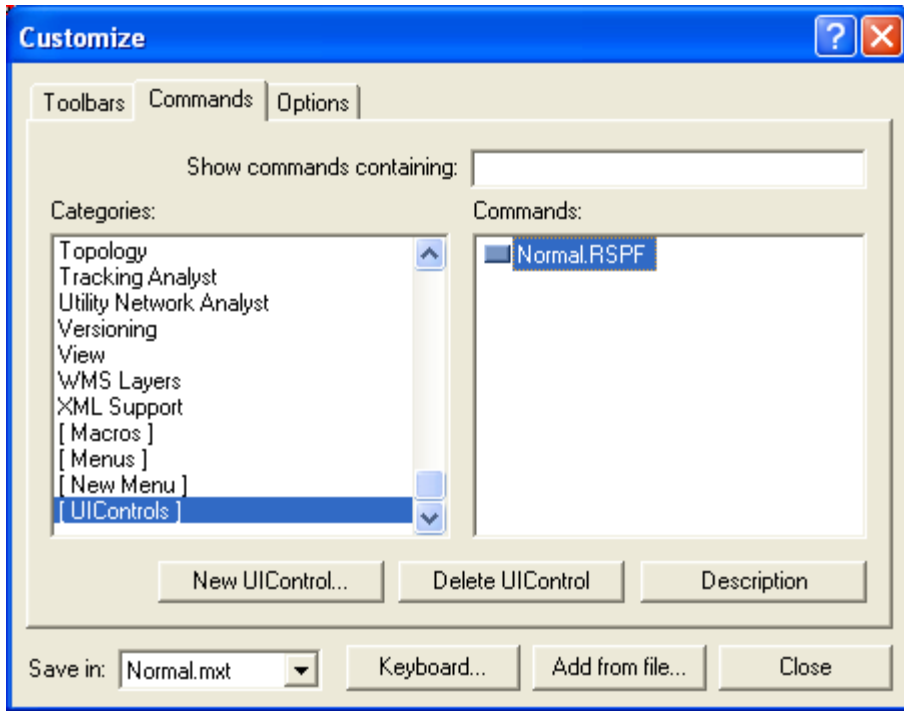 Customize
Toolbars Commands Options
Show commands containing:
Categories:
Commands:
Topology
Tracking Analyst
Utility Network Analyst
Versioning
View
WMS Layers
XML Support
[ Macros ]
[ Menus ]
[ New Menu ]
[ UIControls ]
Normal.RSPF
New UIControl... Delete UIControl Description
Save in: Normal.mxt Keyboard... Add from file... Close